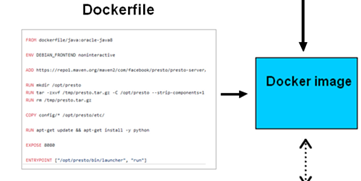 Dockerfile
FROM dockerfile/java:oracle-java8
ENV DEBIAN_FRONTEND noninteractive
ADD https://repo1.maven.org/maven2/com/facebook/presto/presto-server/
RUN mkdir /opt/presto
RUN tar -zxvf /tmp/presto.tar.gz -C /opt/presto --strip-components=1
RUN rm /tmp/presto.tar.gz
COPY config/* /opt/presto/etc/
RUN apt-get update && apt-get install -y python
EXPOSE 8080
ENTRYPOINT ["/opt/presto/bin/launcher", "run"]
Docker image